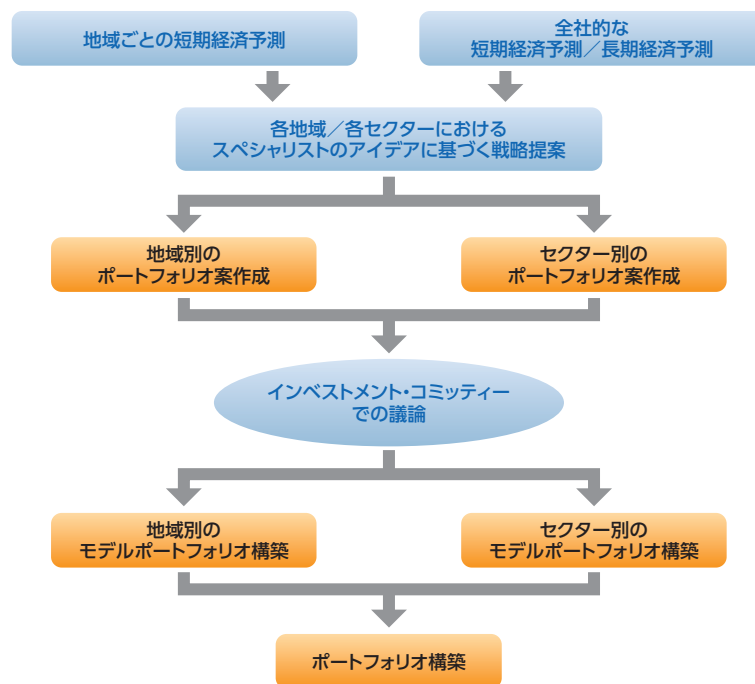 地域ごとの短期経済予測
全社的な
短期経済予測／長期経済予測
各地域／各セクターにおける
スペシャリストのアイデアに基づく戦略提案
地域別の
ポートフォリオ案作成
セクター別の
ポートフォリオ案作成
インベストメント・コミッティー
での議論
地域別の
モデルポートフォリオ構築
セクター別の
モデルポートフォリオ構築
ポートフォリオ構築